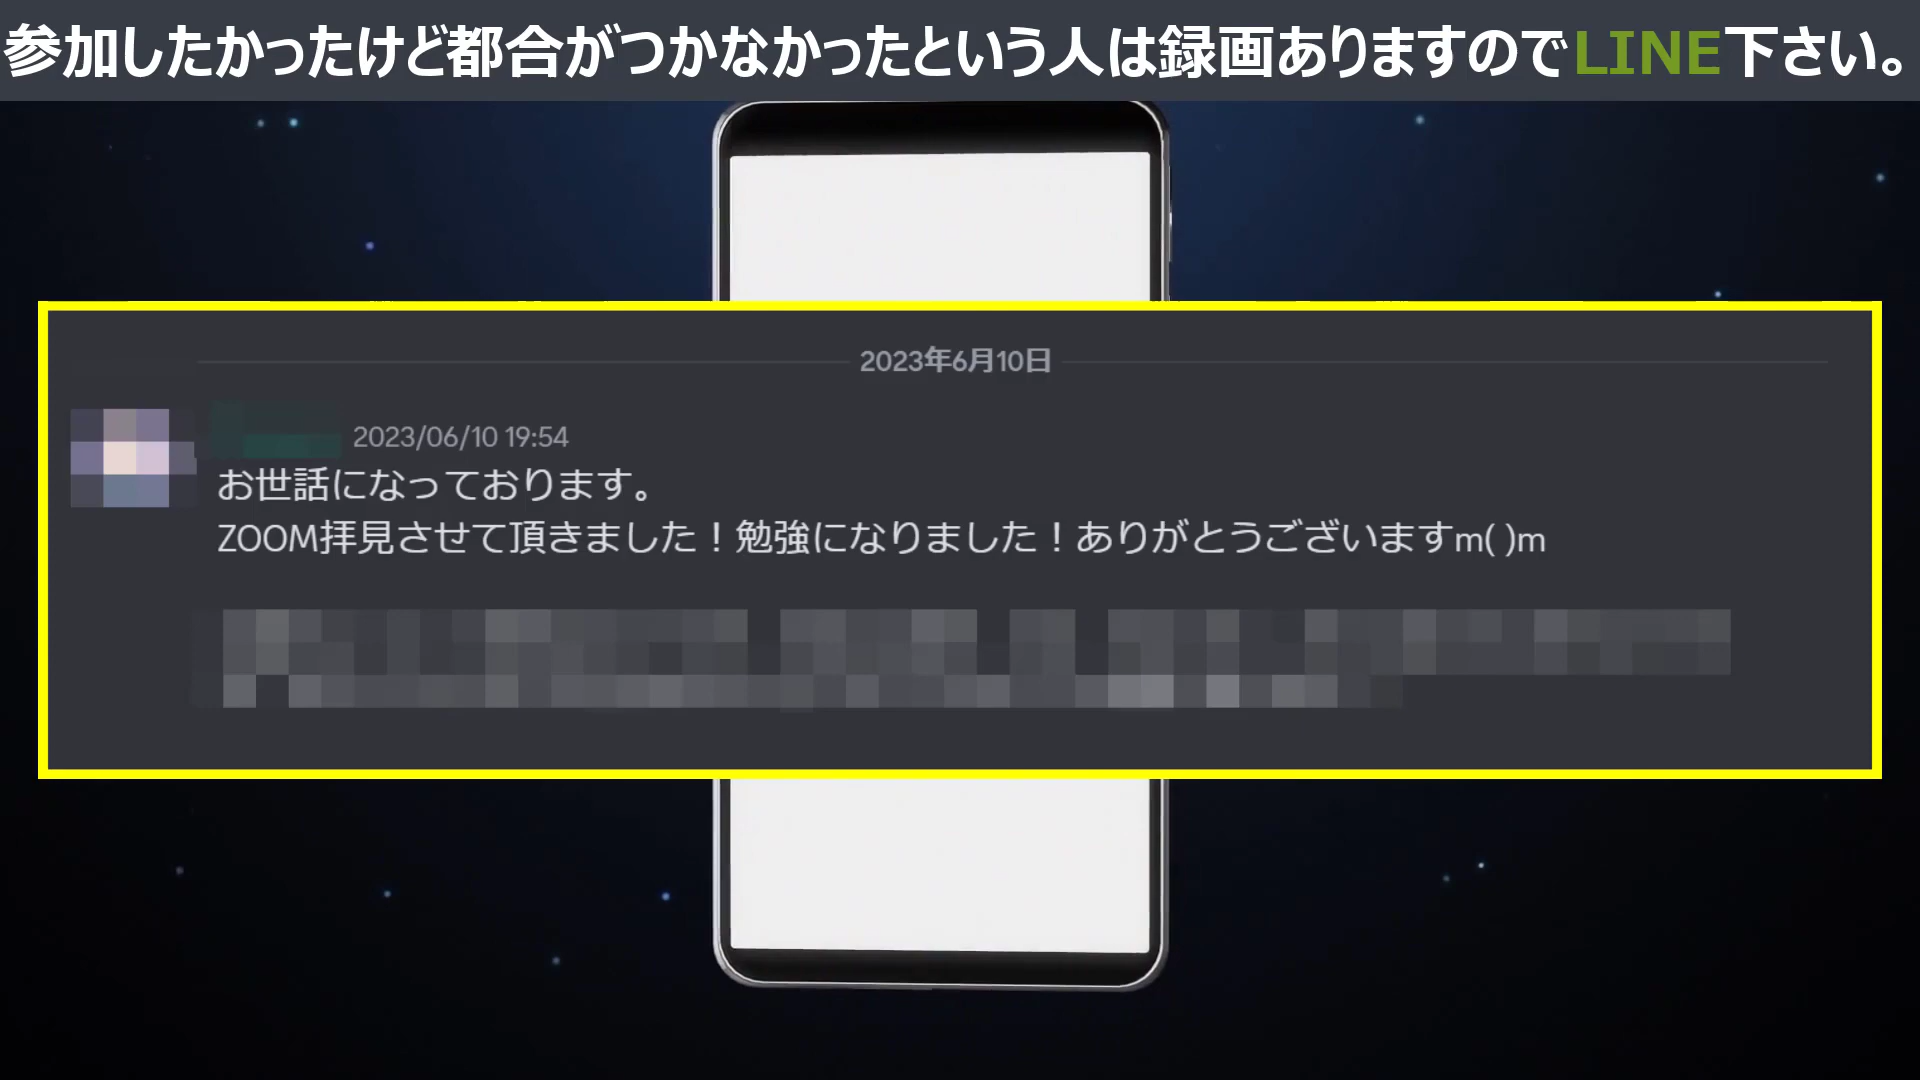 参加したかったけど都合がつかなかったという人は録画ありますのでLINE下さい。
2023年6月10日
2023/06/10 19:54
お世話になっております。
ZOOM拝見させて頂きました！勉強になりました！ありがとうございますm( )m